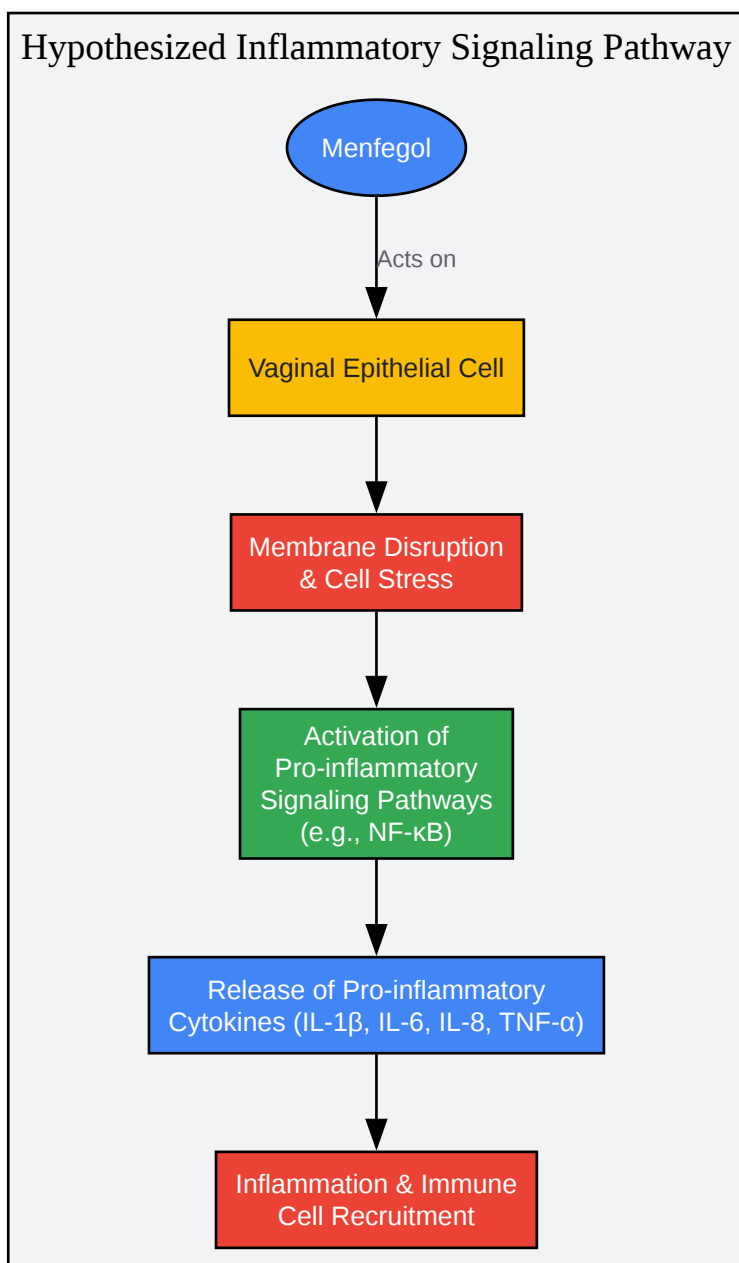 Hypothesized Inflammatory Signaling Pathway
Menfegol
Acts on
Vaginal Epithelial Cell
Membrane Disruption
& Cell Stress
Activation of
Pro-inflammatory
Signaling Pathways
(e.g., NF-κB)
Release of Pro-inflammatory
Cytokines (IL-1β, IL-6, IL-8, TNF-α)
Inflammation & Immune
Cell Recruitment